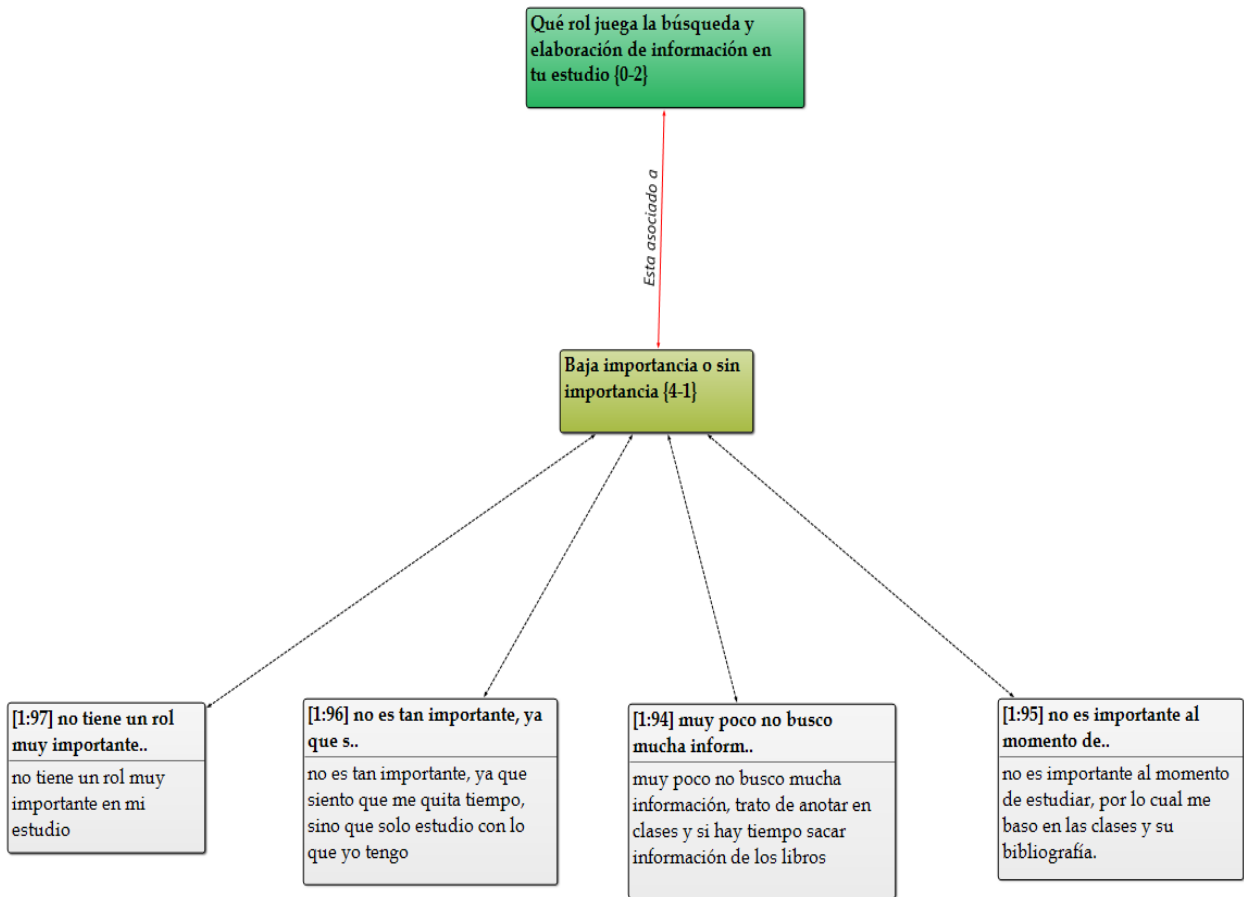 Qué rol juega la búsqueda y
elaboración de información en
tu estudio {0-2}
Esta asociado a
Baja importancia o sin
importancia {4-1}
[1:97] no tiene un rol
muy importante..
no tiene un rol muy
importante en mi
estudio
[1:96] no es tan importante, ya
que s..
no es tan importante, ya que
siento que me quita tiempo,
sino que solo estudio con lo
que yo tengo
[1:94] muy poco no busco
mucha inform..
muy poco no busco mucha
información, trato de anotar en
clases y si hay tiempo sacar
información de los libros
[1:95] no es importante al
momento de..
no es importante al momento
de estudiar, por lo cual me
baso en las clases y su
bibliografía.